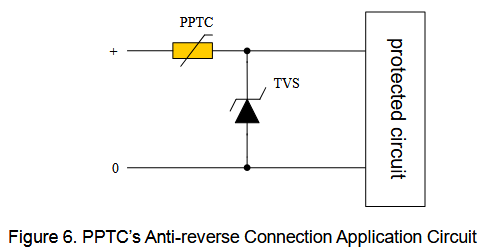 PPTC
+
TVS
protected circuit
0
Figure 6. PPTC's Anti-reverse Connection Application Circuit